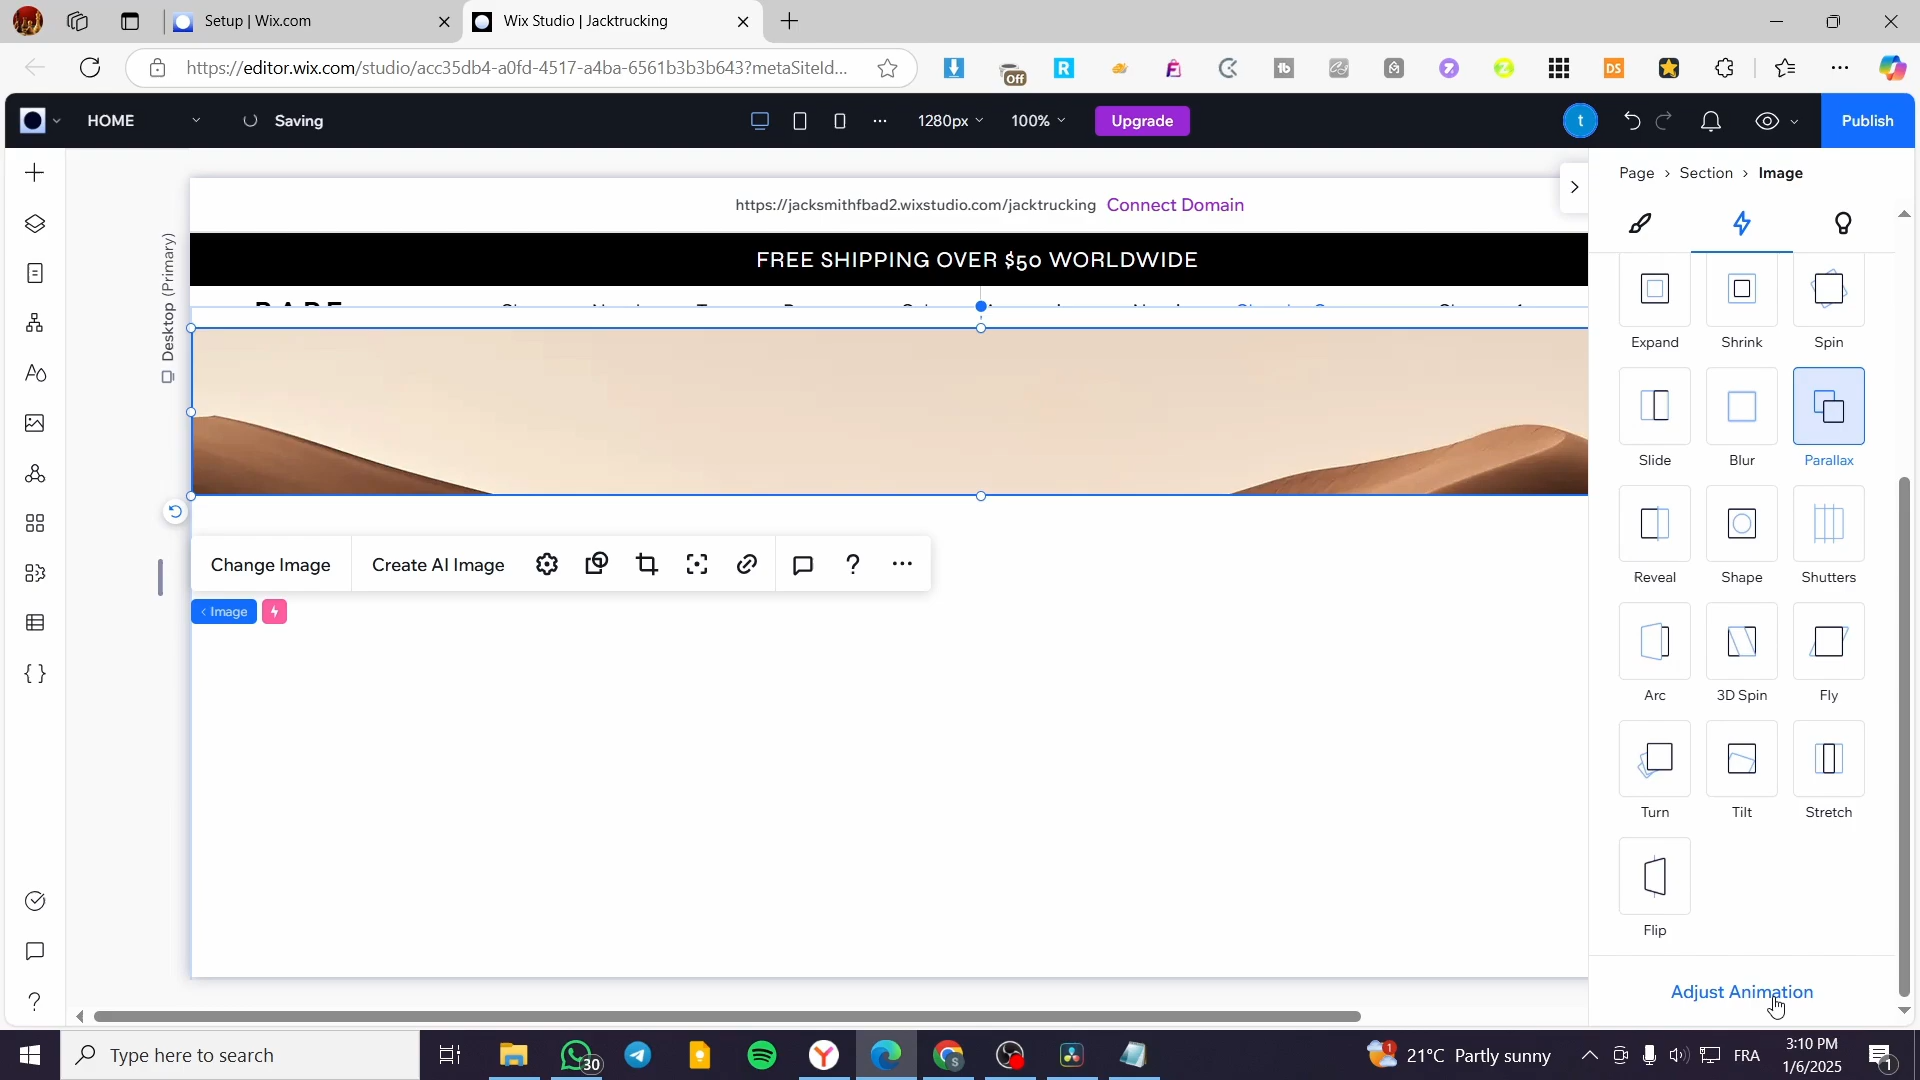 Setup | Wix.com
Wix Studio | Jacktrucking
https://editor.wix.com/studio/acc35db4-a0fd-4517-a4ba-6561b3b3b643?metaSiteId...
Off
DS
HOME
Saving
1280px
100%
Upgrade
t
Publish
Page > Section > Image
https://jacksmithfbad2.wixstudio.com/jacktrucking Connect Domain
Desktop (Primary)
FREE SHIPPING OVER $50 WORLDWIDE
Expand
Shrink
Spin
Slide
Blur
Parallax
Reveal
Shape
Shutters
Change Image
Create AI Image
< Image
Arc
3D Spin
Fly
Turn
Tilt
Stretch
Flip
Adjust Animation
Type here to search
30
1
21°C Partly sunny
FRA
3:10 PM
1/6/2025
1